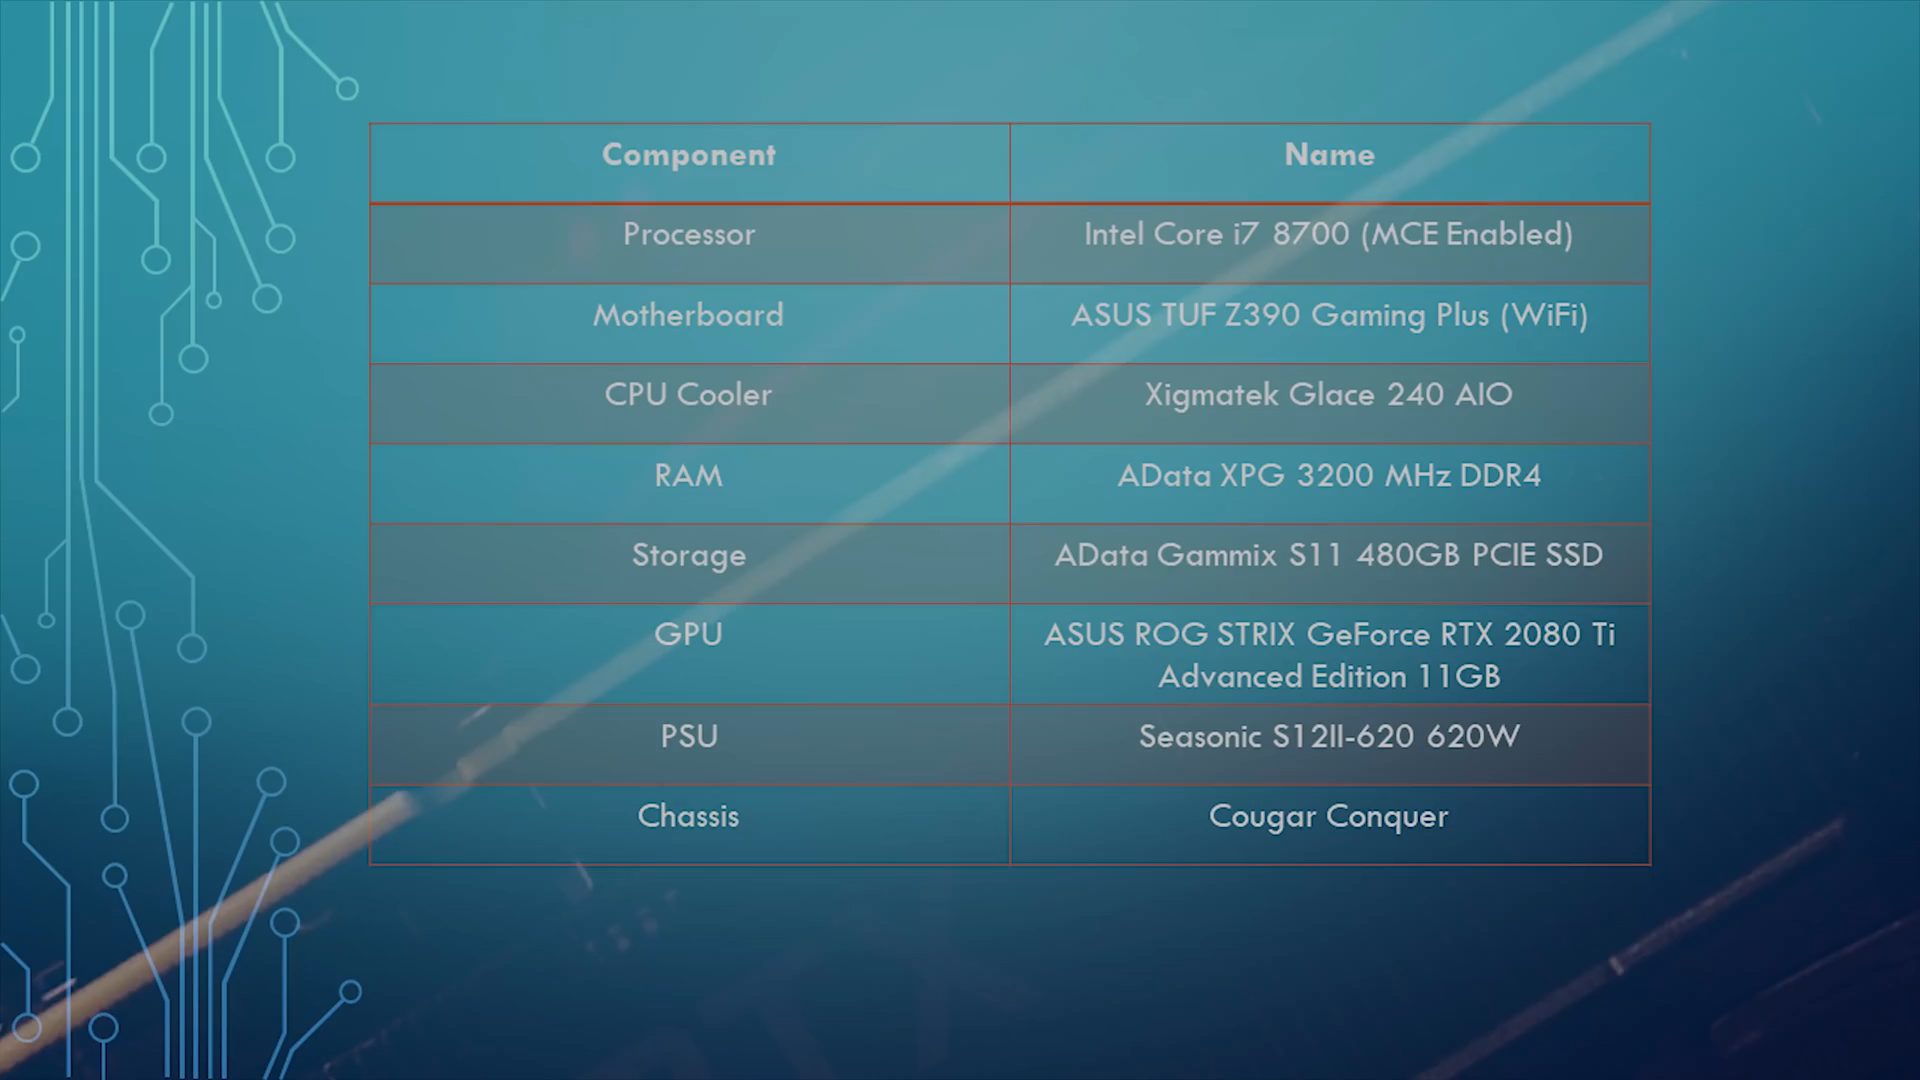 Component Name
Processor Intel Core i7 8700 (MCE Enabled)
Motherboard ASUS TUF Z390 Gaming Plus (WiFi)
CPU Cooler Xigmatek Glace 240 AIO
RAM AData XPG 3200 MHz DDR4
Storage AData Gammix S11 480GB PCIE SSD
GPU ASUS ROG STRIX GeForce RTX 2080 Ti
Advanced Edition 11GB
PSU Seasonic S12II-620 620W
Chassis Cougar Conquer